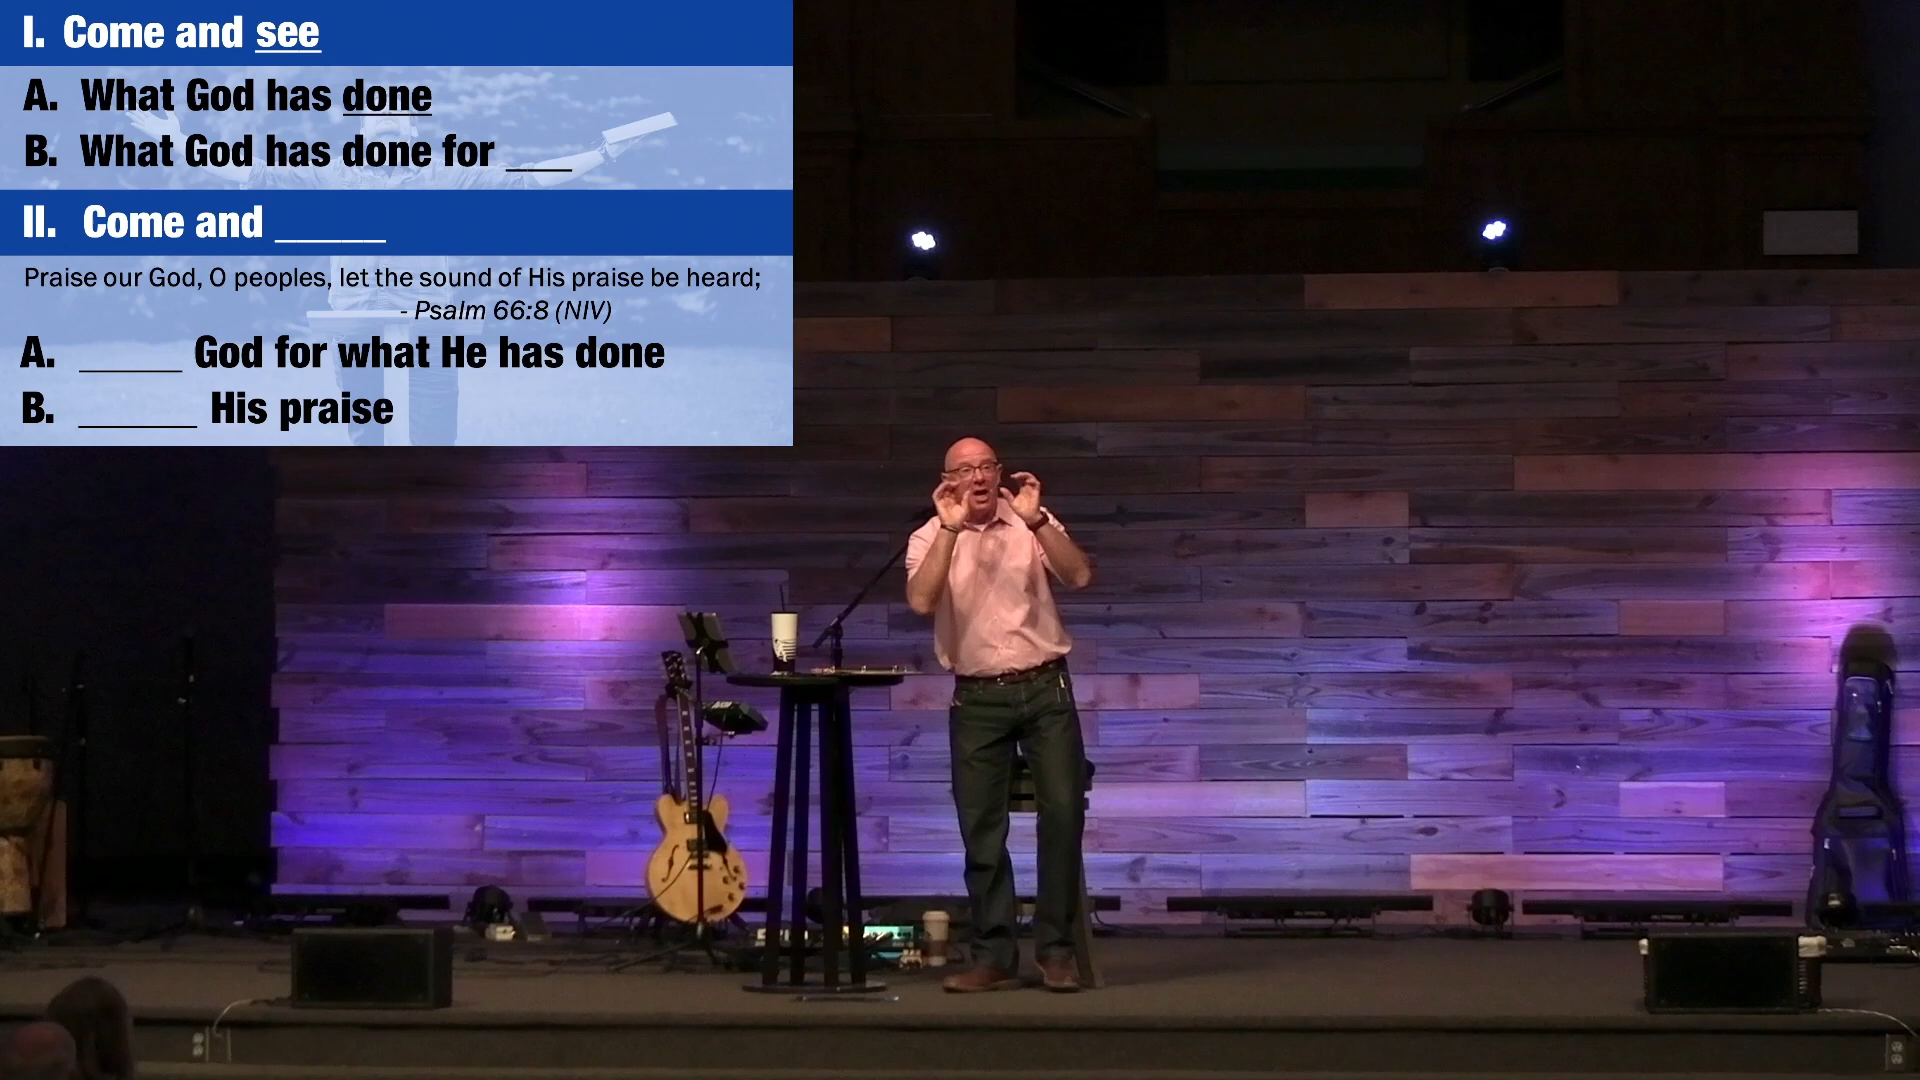 I. Come and see
A. What God has done
B. What God has done for ___
II. Come and _____
Praise our God, O peoples, let the sound of His praise be heard;
- Psalm 66:8 (NIV)
A. _____ God for what He has done
B. ______ His praise